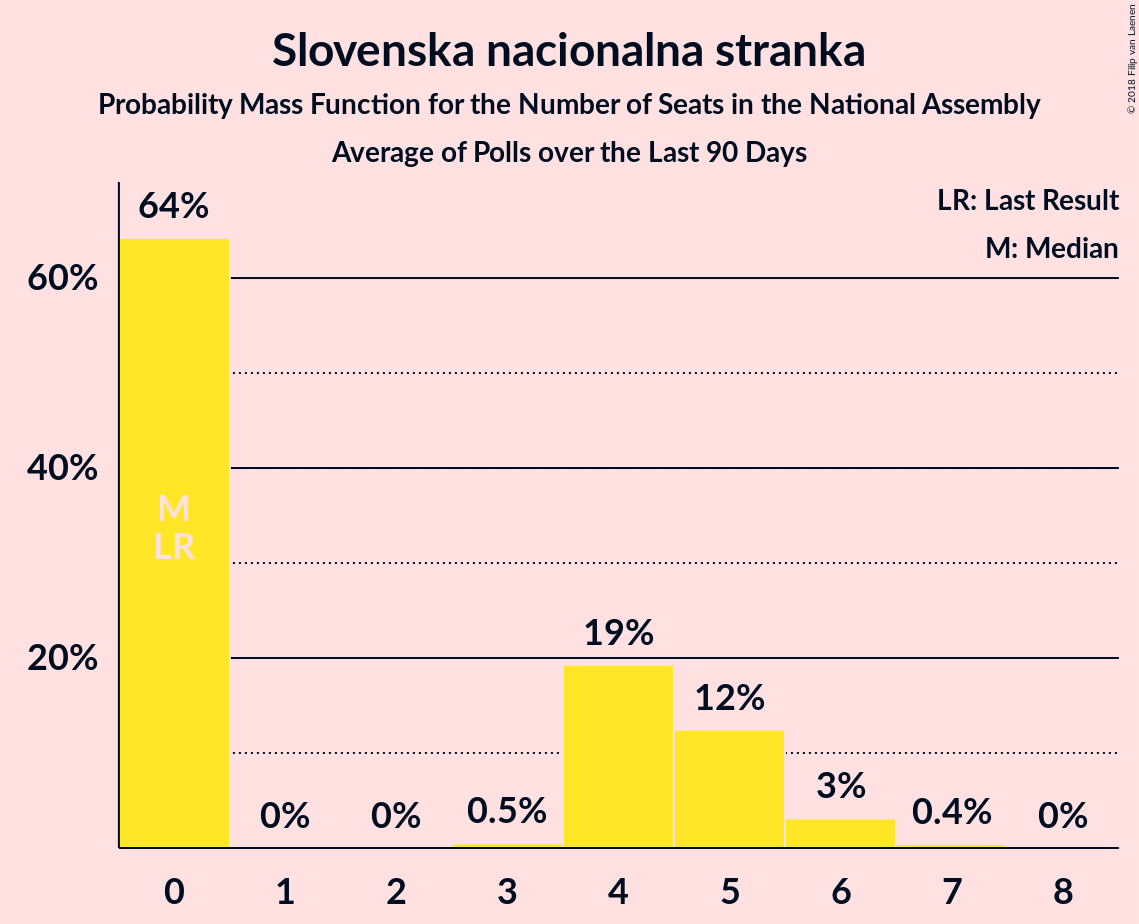 Slovenska nacionalna stranka
Probability Mass Function for the Number of Seats in the National Assembly
Average of Polls over the Last 90 Days
© 2018 Filip van Laenen
LR: Last Result
M: Median
64%
60%
40%
M
LR
19%
20%
12%
3%
0% 0% 0.5% 0.4% 0%
0 1 2 3 4 5 6 7 8